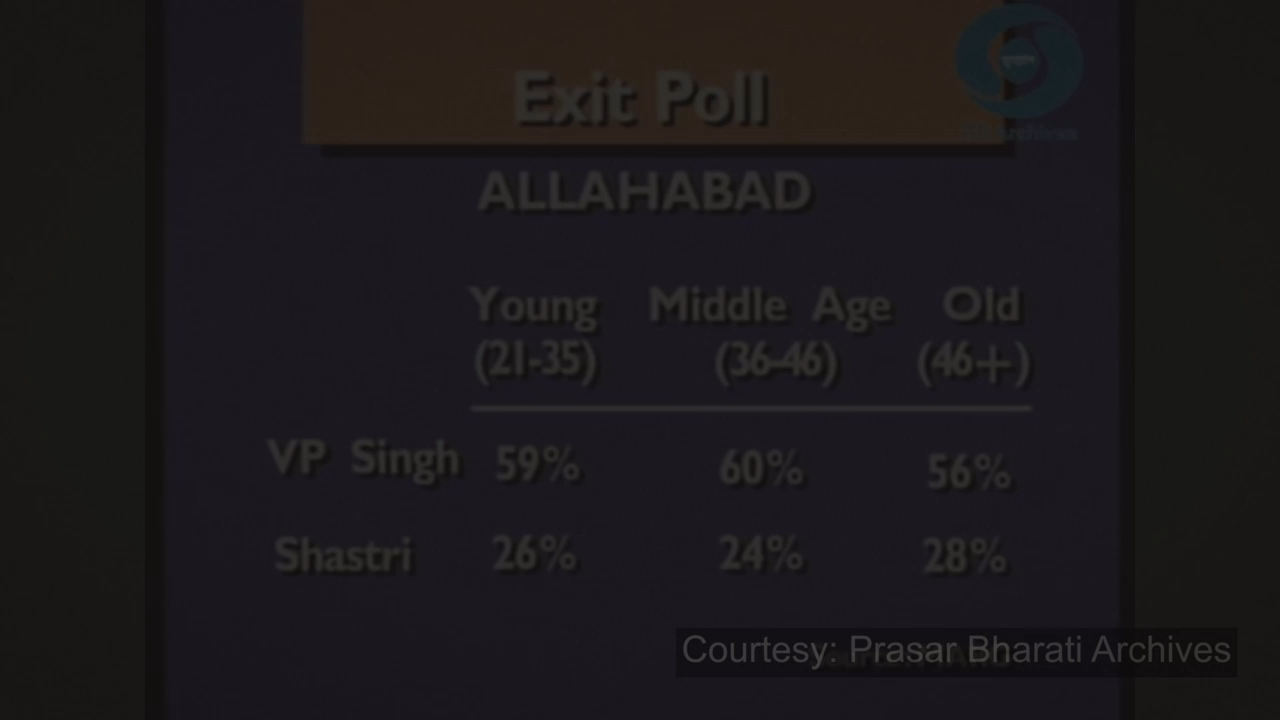 Exit Poll
ALLAHABAD
Young Middle Age Old
(21-35) (36-46) (46+)
VP Singh 59% 60% 56%
Shastri 26% 24% 28%
Courtesy: Prasar Bharati Archives